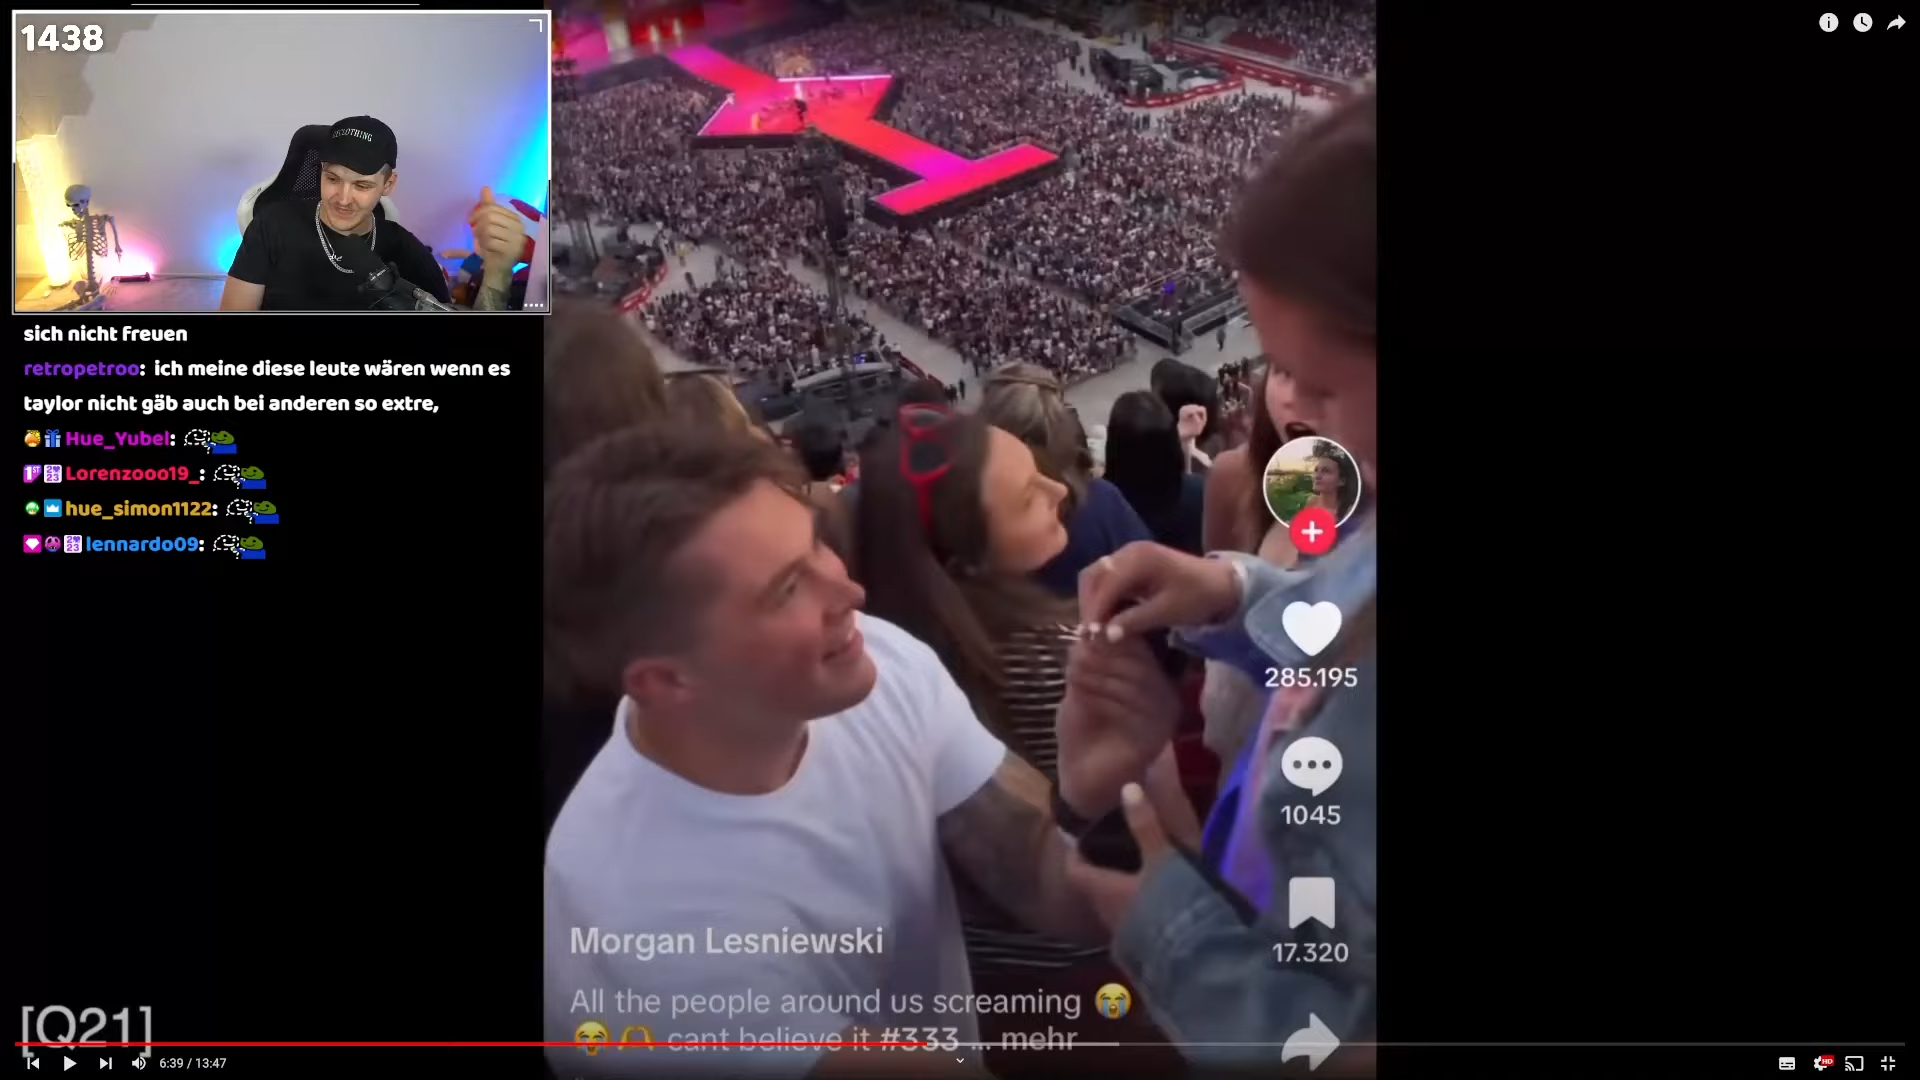 1438
sich nicht freuen
retropetroo: ich meine diese leute wären wenn es
taylor nicht gäb auch bei anderen so extre,
Hue_Yubel:
Lorenzooo19_:
hue_simon1122:
lennardo09:
285.195
1045
17.320
Morgan Lesniewski
All the people around us screaming 😭
😭🫶 cant believe it #333 ... mehr
[Q21]
6:39 / 13:47
HD